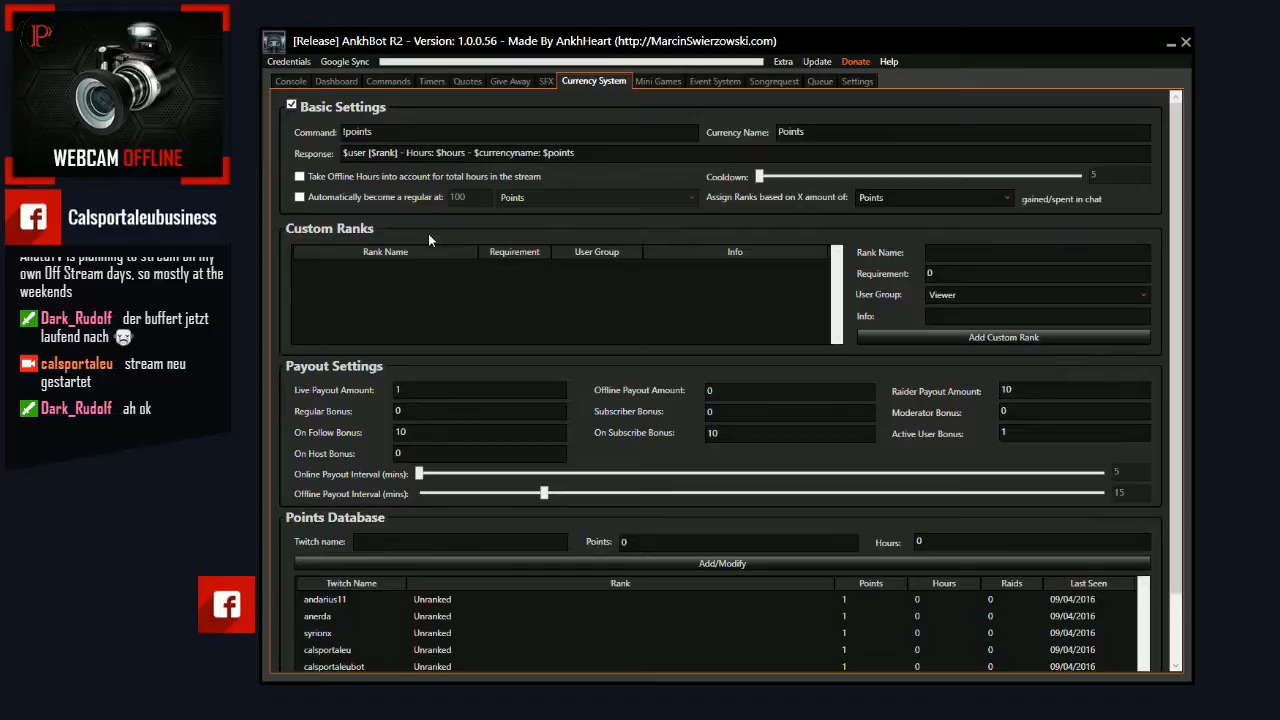 P
WEBCAM OFFLINE
Calsportaleubusiness
own Off Stream days, so mostly at the
weekends
Dark_Rudolf der buffert jetzt
laufend nach
calsportaleu stream neu
gestartet
Dark_Rudolf ah ok
[Release] AnkhBot R2 - Version: 1.0.0.56 - Made By AnkhHeart (http://MarcinSwierzowski.com)
Credentials Google Sync Extra Update Donate Help
Console Dashboard Commands Timers Quotes Give Away SFX Currency System Mini Games Event System Songrequest Queue Settings
Basic Settings
Command: !points Currency Name: Points
Response: $user [$rank] - Hours: $hours - $currencyname: $points
Take Offline Hours into account for total hours in the stream Cooldown: 5
Automatically become a regular at: 100 Points Assign Ranks based on X amount of: Points gained/spent in chat
Custom Ranks
Rank Name Requirement User Group Info
Rank Name:
Requirement: 0
User Group: Viewer
Info:
Add Custom Rank
Payout Settings
Live Payout Amount: 1 Offline Payout Amount: 0 Raider Payout Amount: 10
Regular Bonus: 0 Subscriber Bonus: 0 Moderator Bonus: 0
On Follow Bonus: 10 On Subscribe Bonus: 10 Active User Bonus: 1
On Host Bonus: 0
Online Payout Interval (mins): 5
Offline Payout Interval (mins): 15
Points Database
Twitch name: Points: 0 Hours: 0
Add/Modify
Twitch Name Rank Points Hours Raids Last Seen
andarius11 Unranked 1 0 0 09/04/2016
anerda Unranked 1 0 0 09/04/2016
syrionx Unranked 1 0 0 09/04/2016
calsportaleu Unranked 1 0 0 09/04/2016
calsportaleubot Unranked 1 0 0 09/04/2016